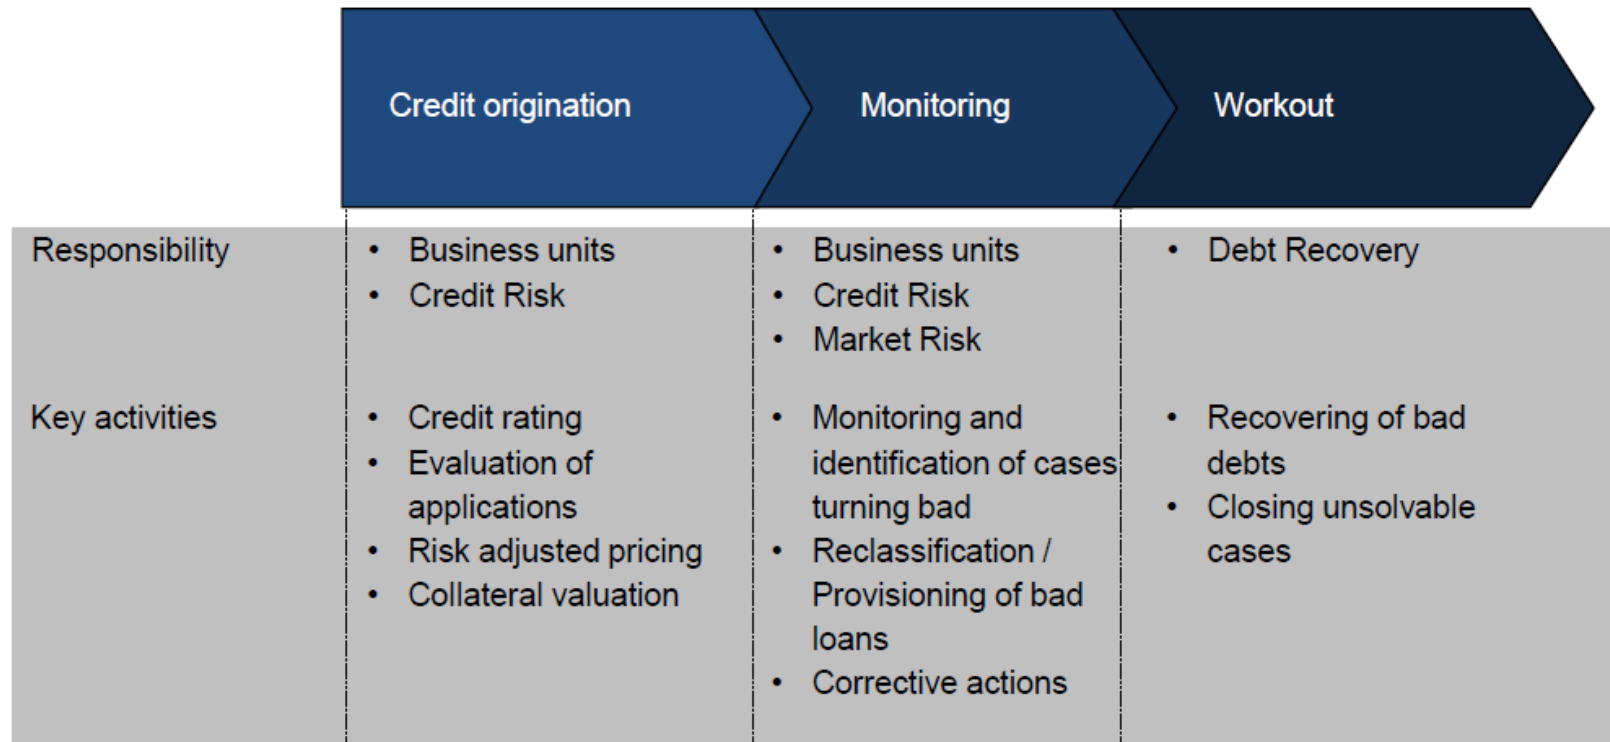 Credit origination
Monitoring
Workout
Responsibility
• Business units
• Credit Risk
• Business units
• Credit Risk
• Market Risk
• Debt Recovery
Key activities
• Credit rating
• Evaluation of
applications
• Risk adjusted pricing
• Collateral valuation
• Monitoring and
identification of cases
turning bad
• Reclassification /
Provisioning of bad
loans
• Corrective actions
• Recovering of bad
debts
• Closing unsolvable
cases